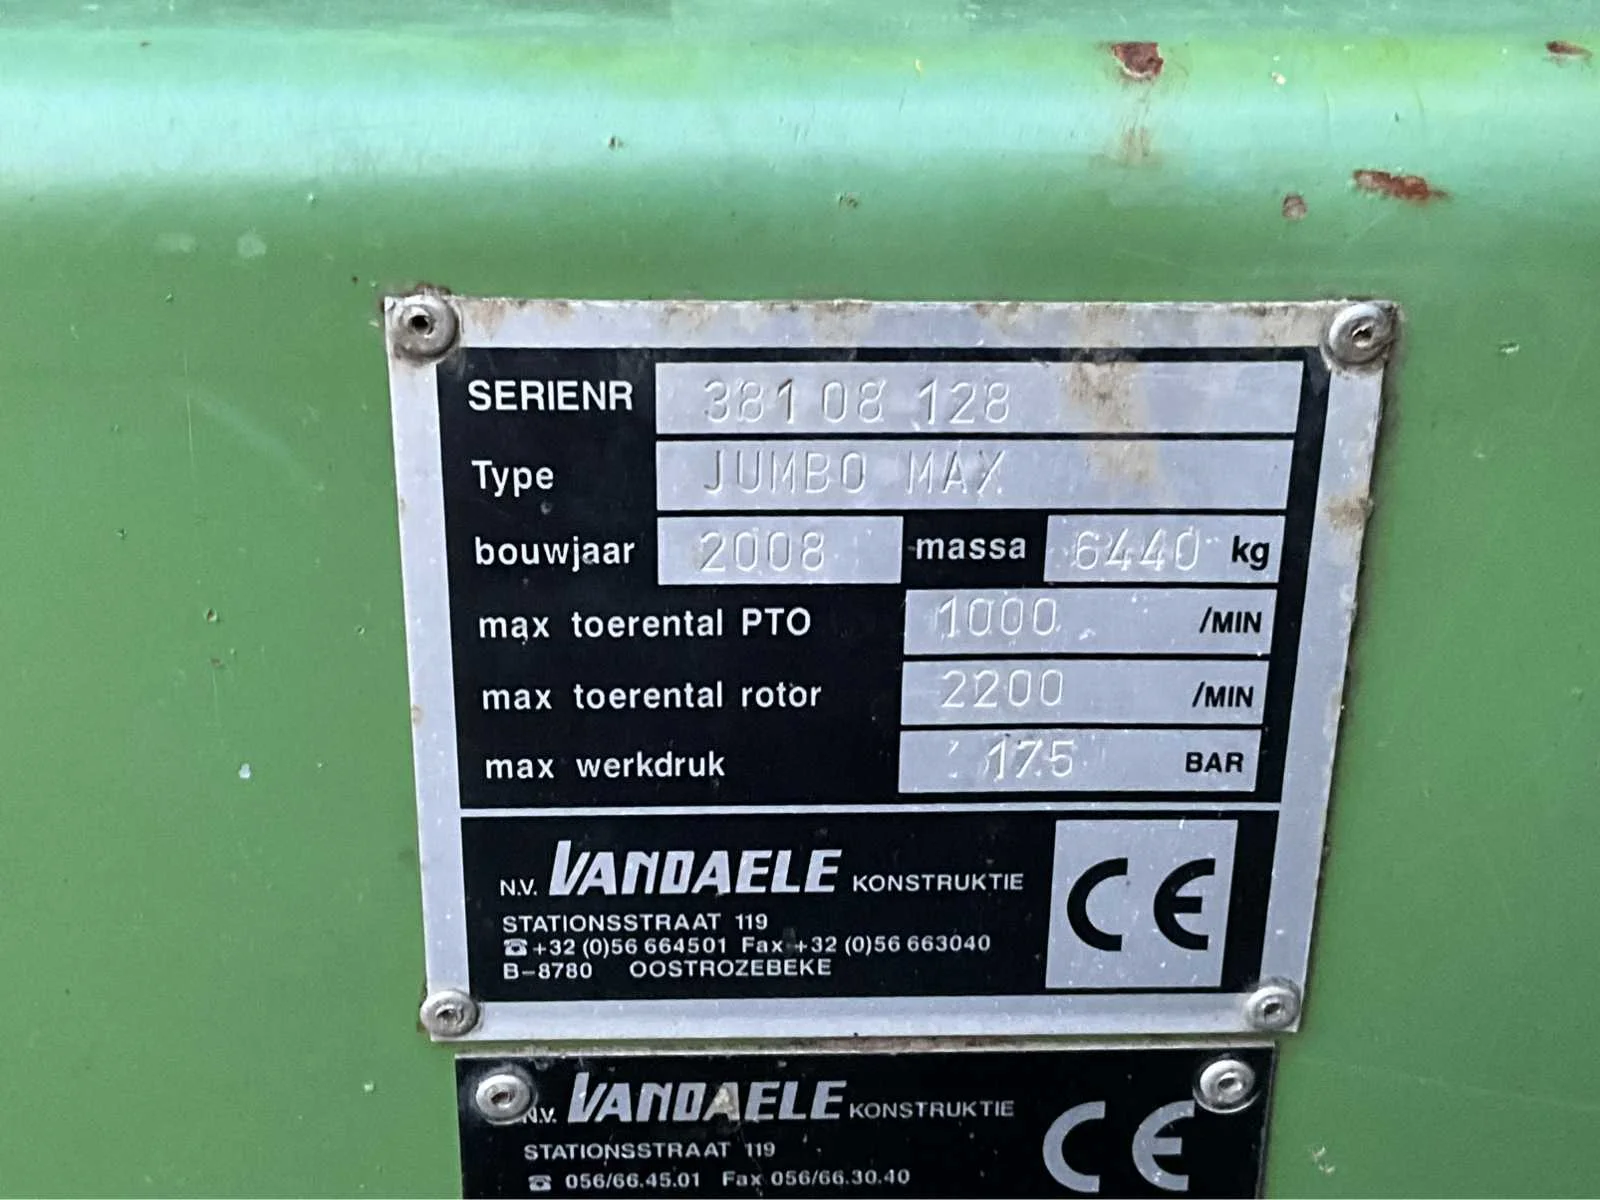 SERIENR 381 08 128
Type JUMBO MAX
bouwjaar 2008 massa 6440 kg
max toerental PTO 1000 /MIN
max toerental rotor 2200 /MIN
max werkdruk 175 BAR
N.V. VANDAELE KONSTRUKTIE
STATIONSSTRAAT 119
☎ +32 (0)56 664501 Fax +32 (0)56 663040
B-8780 OOSTROZEBEKE
CE
N.V. VANDAELE KONSTRUKTIE
STATIONSSTRAAT 119
☎ 056/66.45.01 Fax 056/66.30.40
CE